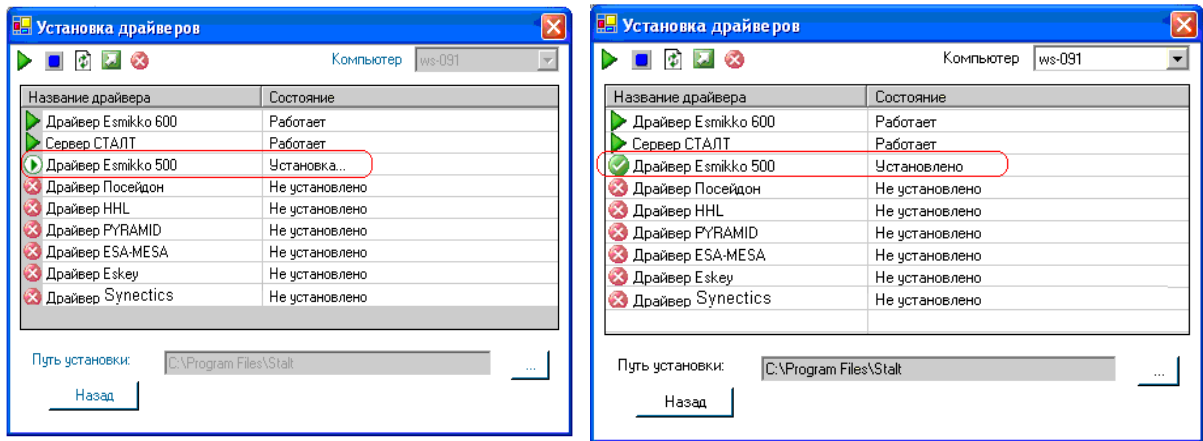 Установка драйверов
Компьютер ws-091
Название драйвера Состояние
Драйвер Esmikko 600 Работает
Сервер СТАЛТ Работает
Драйвер Esmikko 500 Установка...
Драйвер Посейдон Не установлено
Драйвер HHL Не установлено
Драйвер PYRAMID Не установлено
Драйвер ESA-MESA Не установлено
Драйвер Eskey Не установлено
Драйвер Synectics Не установлено
Путь установки: C:\Program Files\Stalt ...
Назад
Установка драйверов
Компьютер ws-091
Название драйвера Состояние
Драйвер Esmikko 600 Работает
Сервер СТАЛТ Работает
Драйвер Esmikko 500 Установлено
Драйвер Посейдон Не установлено
Драйвер HHL Не установлено
Драйвер PYRAMID Не установлено
Драйвер ESA-MESA Не установлено
Драйвер Eskey Не установлено
Драйвер Synectics Не установлено
Путь установки: C:\Program Files\Stalt ...
Назад